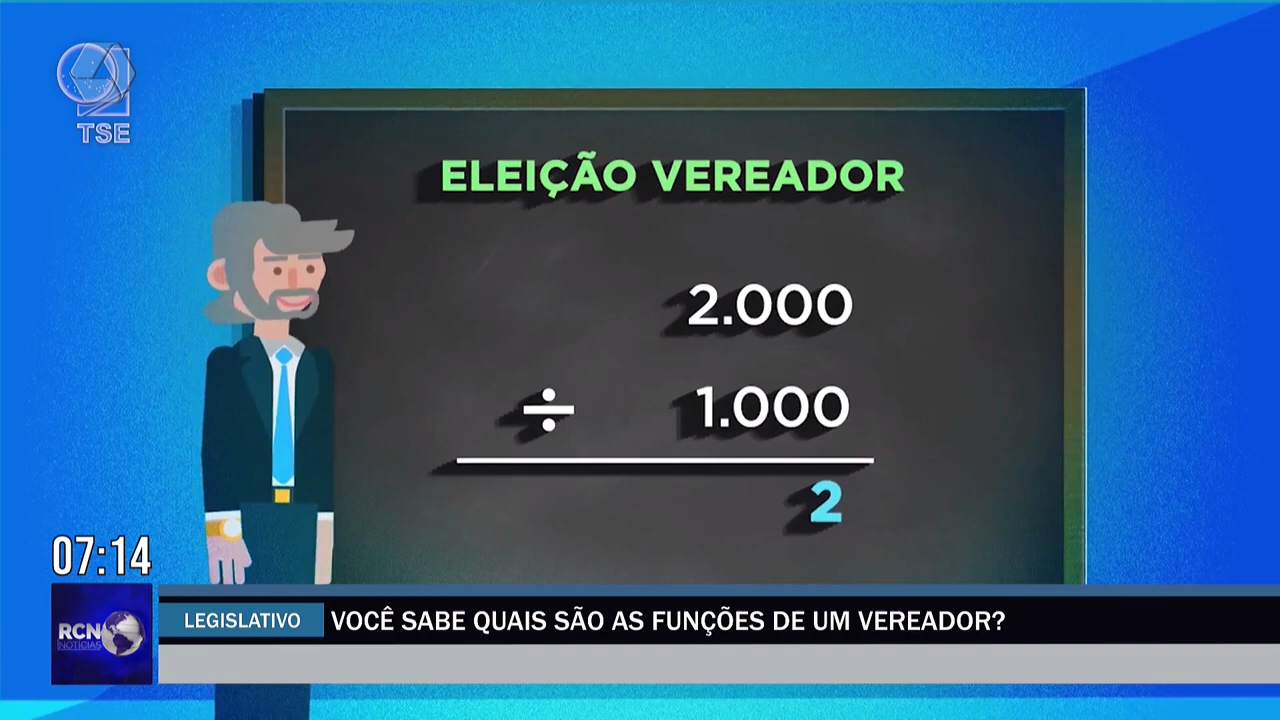 TSE
ELEIÇÃO VEREADOR
2.000
÷ 1.000
2
07:14
RCN
NOTÍCIAS
LEGISLATIVO VOCÊ SABE QUAIS SÃO AS FUNÇÕES DE UM VEREADOR?